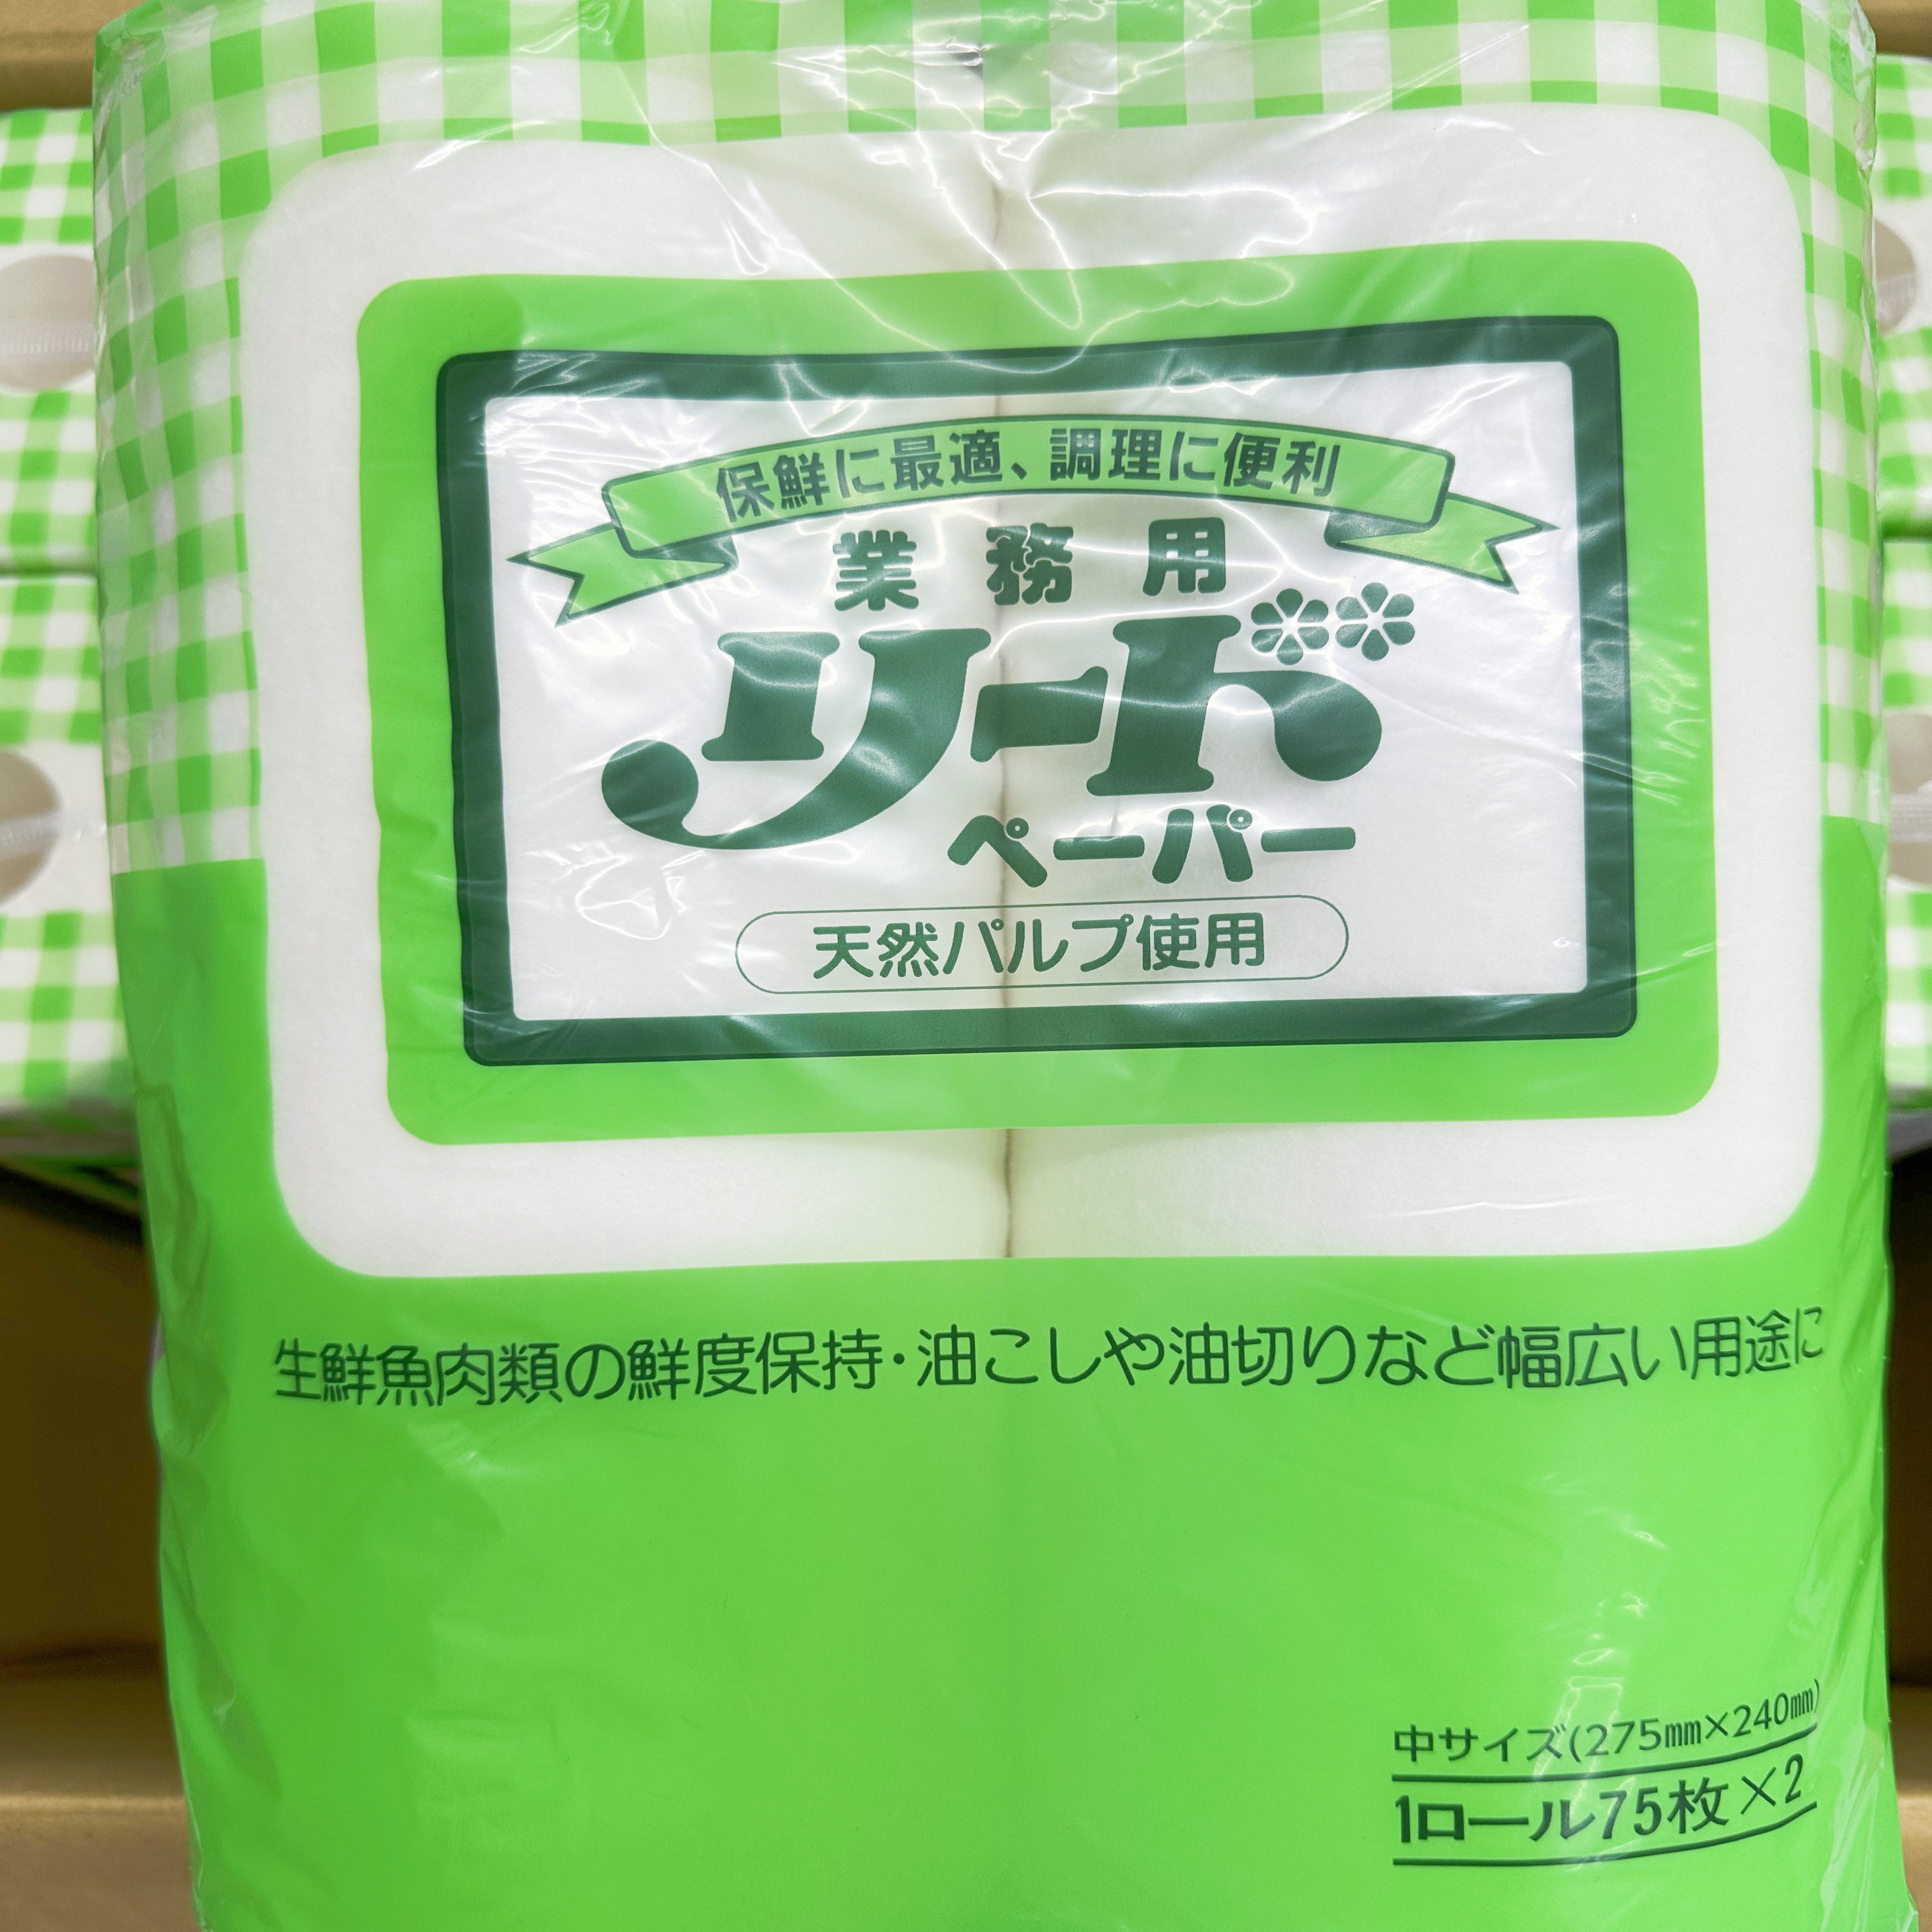 保鮮に最適、調理に便利
業務用
リード
ペーパー
天然パルプ使用
生鮮魚肉類の鮮度保持・油こしや油切りなど幅広い用途に
中サイズ(275mm×240mm)
1ロール75枚×2